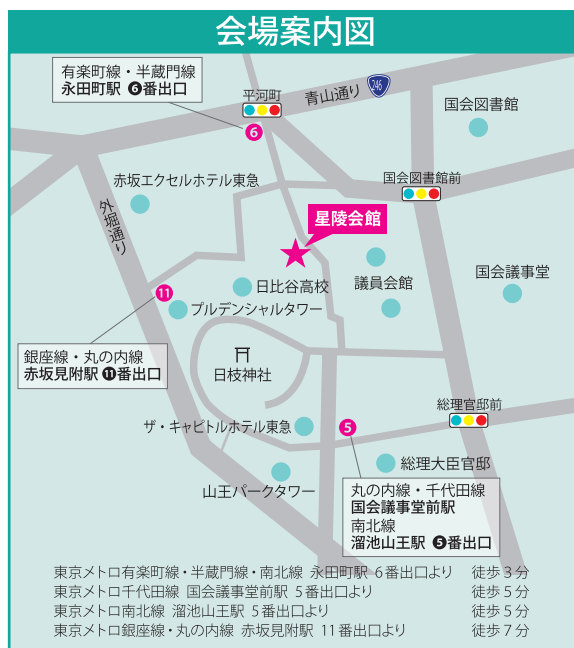 会場案内図
有楽町線・半蔵門線
永田町駅 ❻番出口
平河町
青山通り
246
国会図書館
6
赤坂エクセルホテル東急
国会図書館前
外堀通り
星陵会館
議員会館
国会議事堂
日比谷高校
11
プルデンシャルタワー
銀座線・丸の内線
赤坂見附駅 ⓫番出口
日枝神社
総理官邸前
ザ・キャピトルホテル東急
5
総理大臣官邸
山王パークタワー
丸の内線・千代田線
国会議事堂前駅
南北線
溜池山王駅 ❺番出口
東京メトロ有楽町線・半蔵門線・南北線 永田町駅 6番出口より 徒歩3分
東京メトロ千代田線 国会議事堂前駅 5番出口より 徒歩5分
東京メトロ南北線 溜池山王駅 5番出口より 徒歩5分
東京メトロ銀座線・丸の内線 赤坂見附駅 11番出口より 徒歩7分